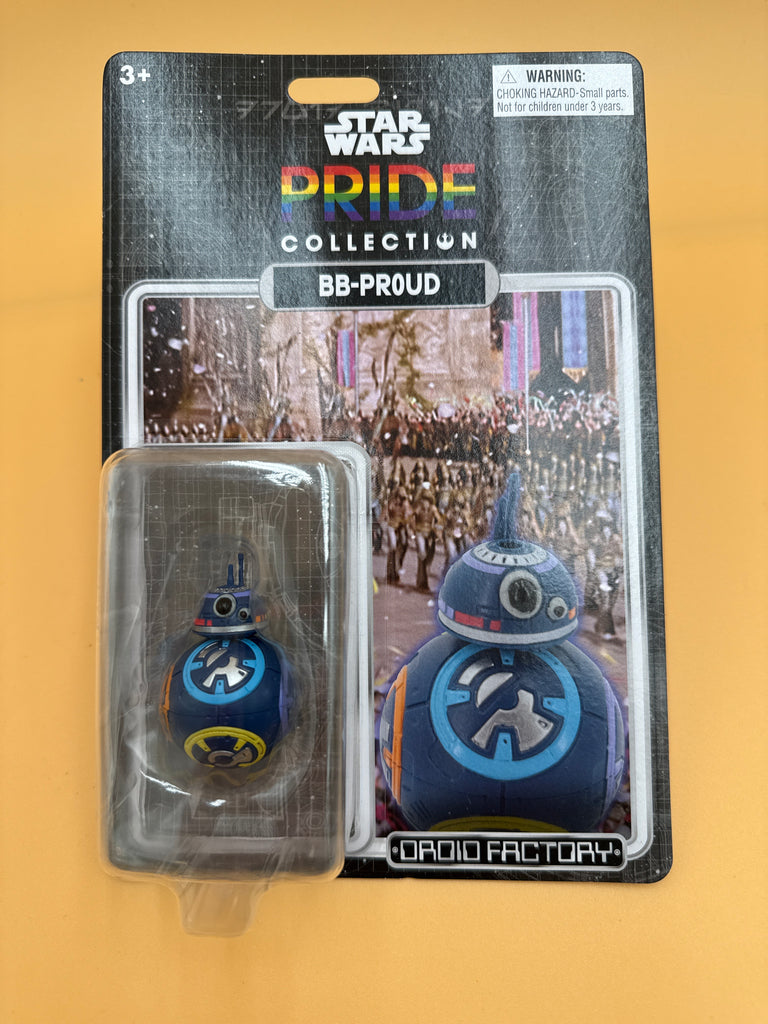 3+
WARNING:
CHOKING HAZARD-Small parts.
Not for children under 3 years.
STAR
WARS
PRIDE
COLLECTION
BB-PR0UD
DROID FACTORY